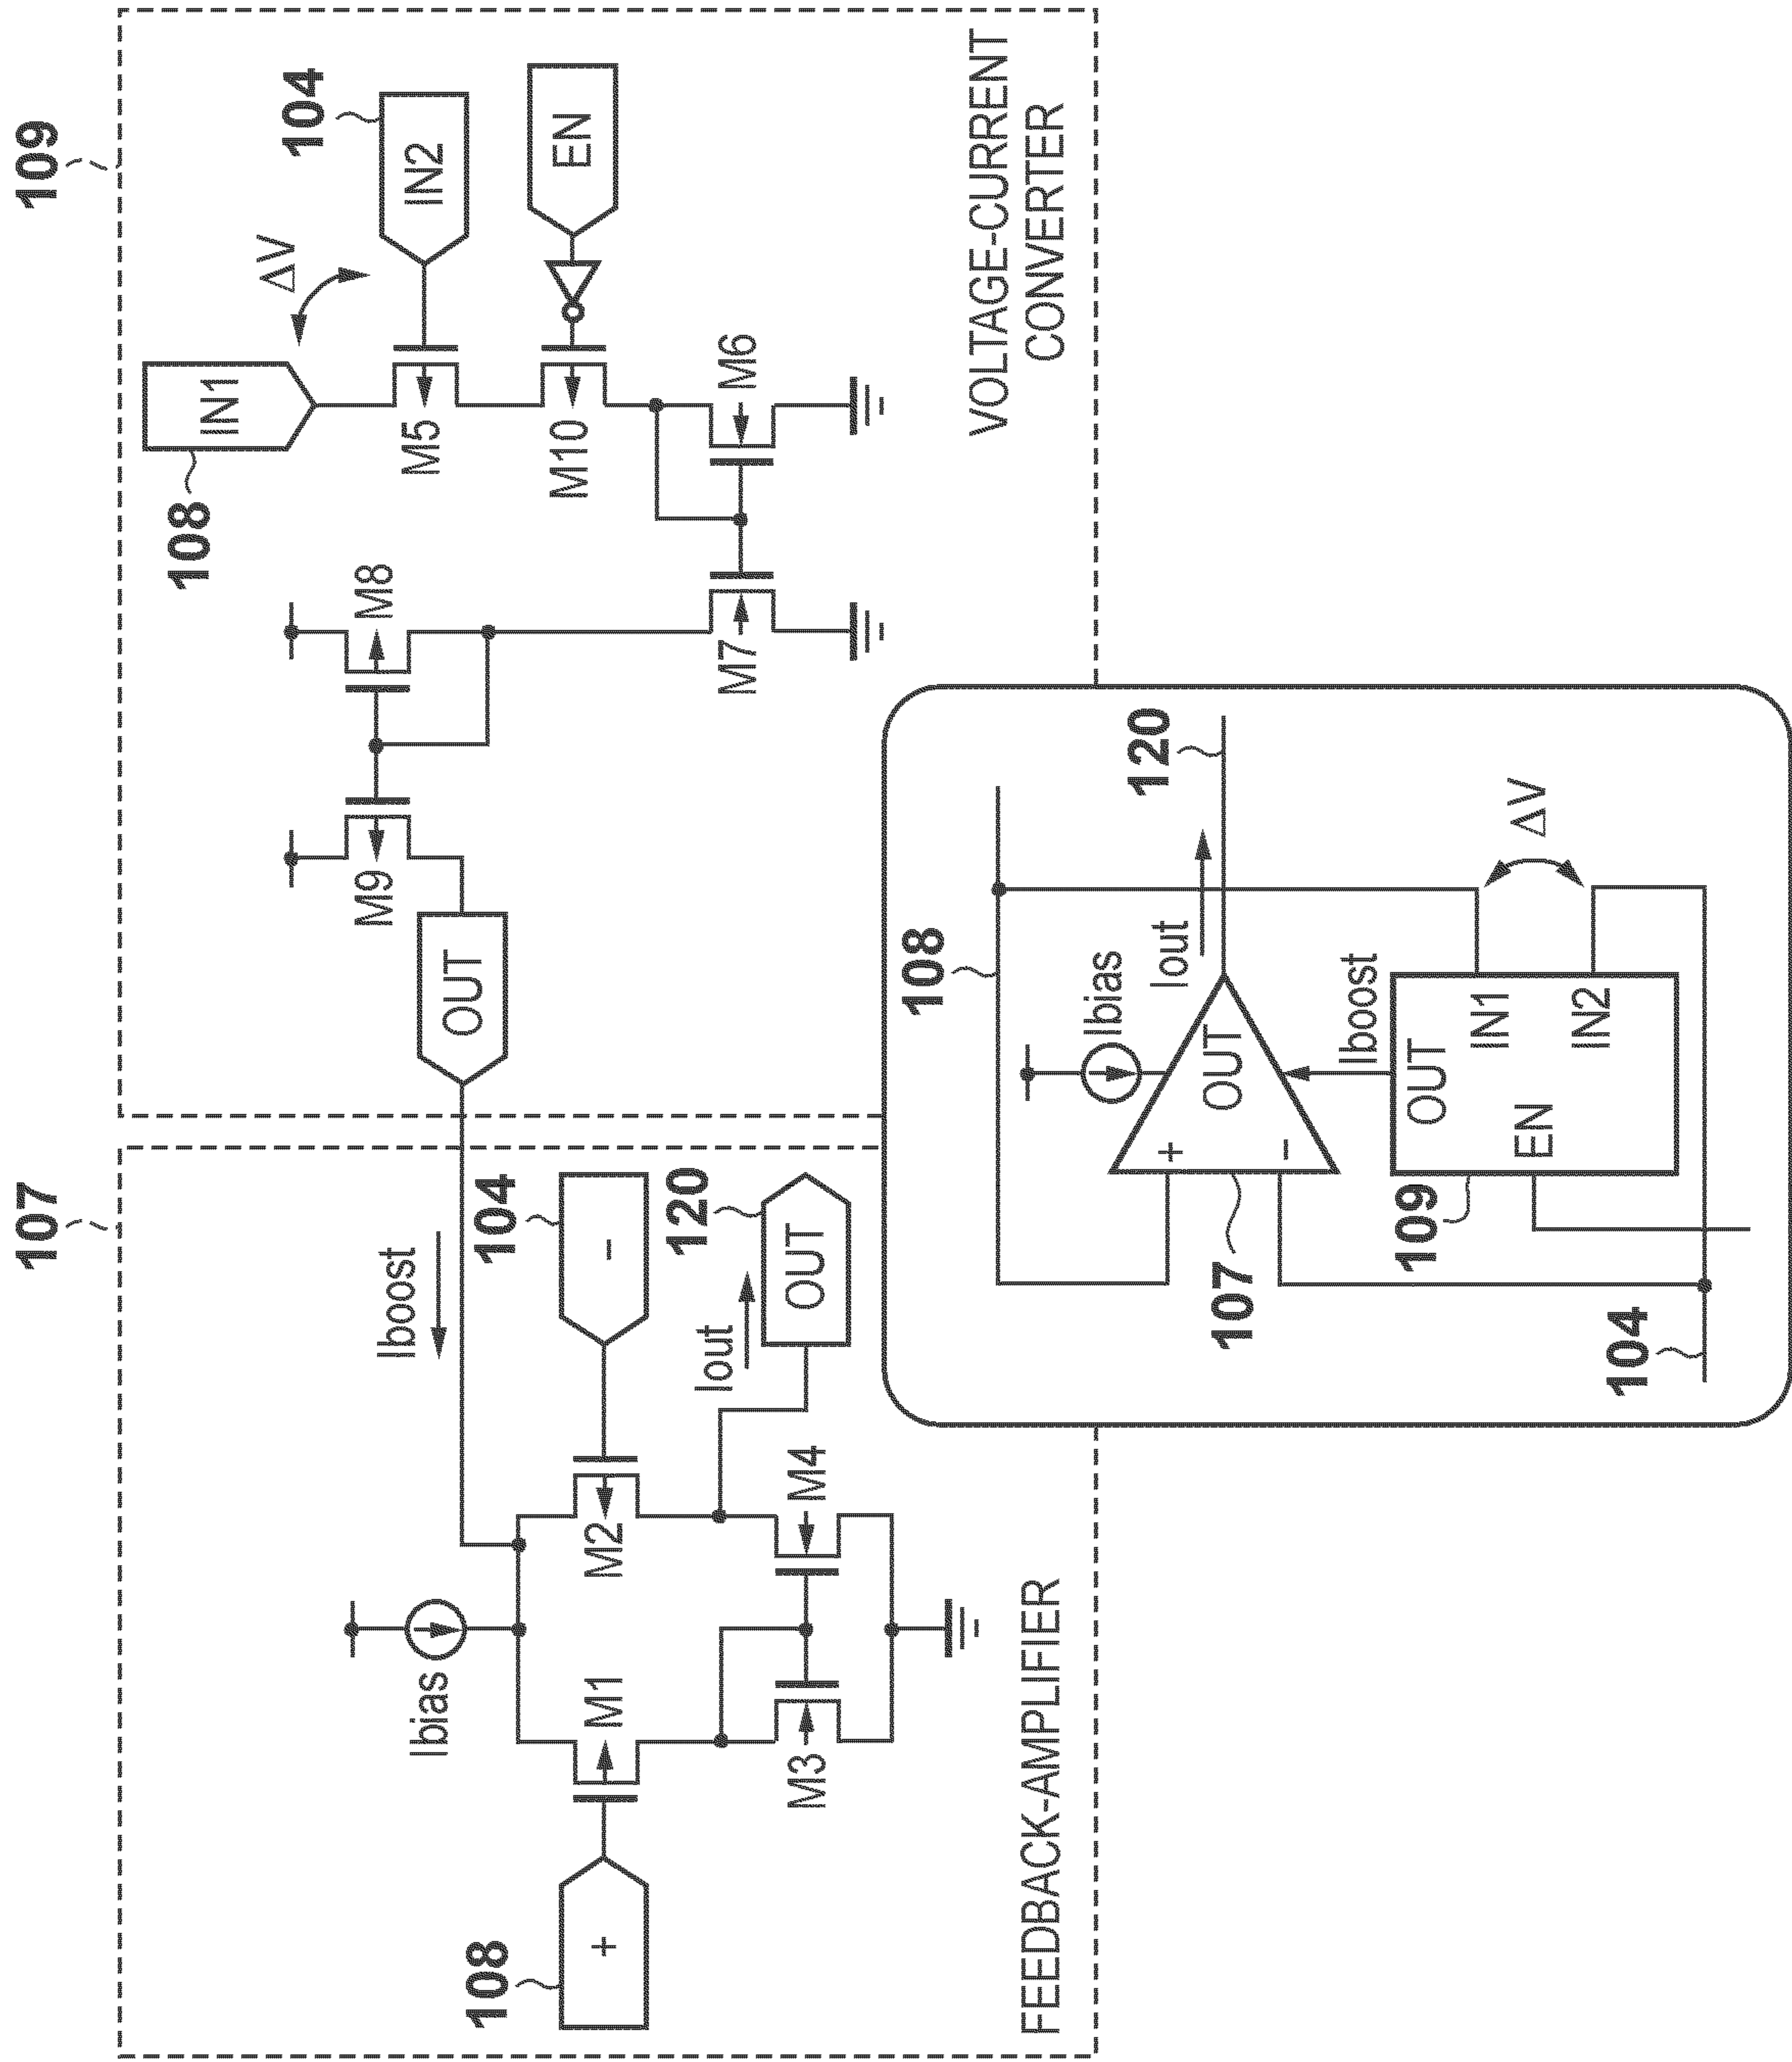 107
109
108
+
M1
M3
Ibias
M2
M4
104
−
Iboost
Iout
120
OUT
FEEDBACK-AMPLIFIER
OUT
M9
M8
M7
108
IN1
ΔV
104
IN2
M5
M10
EN
M6
VOLTAGE-CURRENT
CONVERTER
108
Ibias
Iout
120
+
−
OUT
107
Iboost
109
OUT
EN
IN1
IN2
ΔV
104